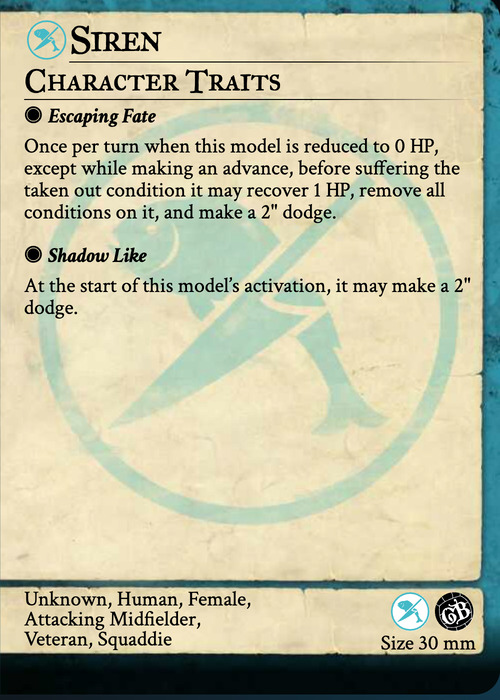 Siren
Character Traits
Escaping Fate
Once per turn when this model is reduced to 0 HP,
except while making an advance, before suffering the
taken out condition it may recover 1 HP, remove all
conditions on it, and make a 2" dodge.
Shadow Like
At the start of this model's activation, it may make a 2"
dodge.
Unknown, Human, Female,
Attacking Midfielder,
Veteran, Squaddie
GB
Size 30 mm